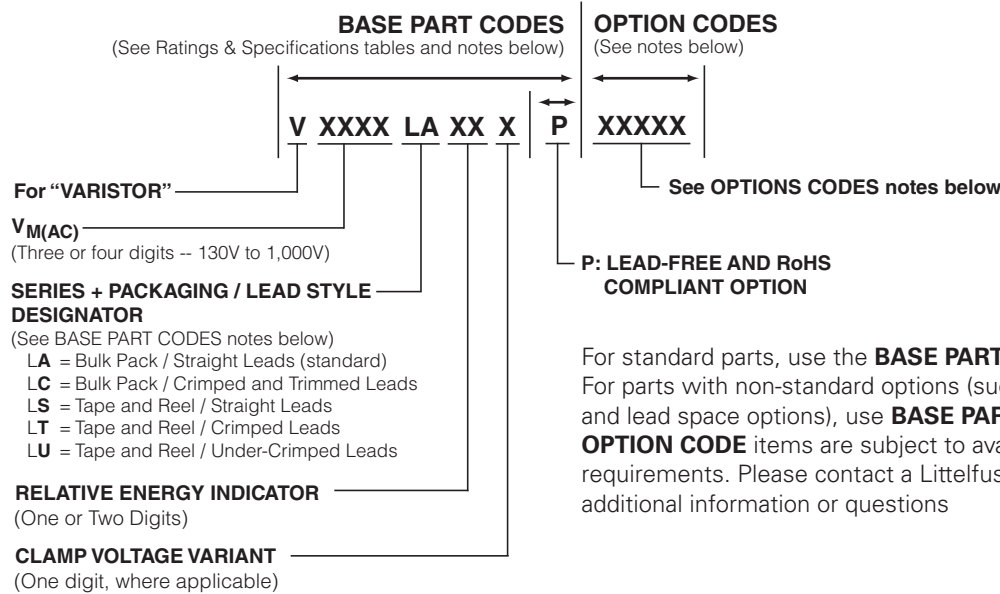 BASE PART CODES
(See Ratings & Specifications tables and notes below)
OPTION CODES
(See notes below)
V XXXX LA XX X P XXXXX
For “VARISTOR”
See OPTIONS CODES notes below
VM(AC)
(Three or four digits -- 130V to 1,000V)
P: LEAD-FREE AND RoHS
COMPLIANT OPTION
SERIES + PACKAGING / LEAD STYLE
DESIGNATOR
(See BASE PART CODES notes below)
LA = Bulk Pack / Straight Leads (standard)
LC = Bulk Pack / Crimped and Trimmed Leads
LS = Tape and Reel / Straight Leads
LT = Tape and Reel / Crimped Leads
LU = Tape and Reel / Under-Crimped Leads
RELATIVE ENERGY INDICATOR
(One or Two Digits)
CLAMP VOLTAGE VARIANT
(One digit, where applicable)
For standard parts, use the BASE PART
For parts with non-standard options (suc
and lead space options), use BASE PAR
OPTION CODE items are subject to ava
requirements. Please contact a Littelfus
additional information or questions